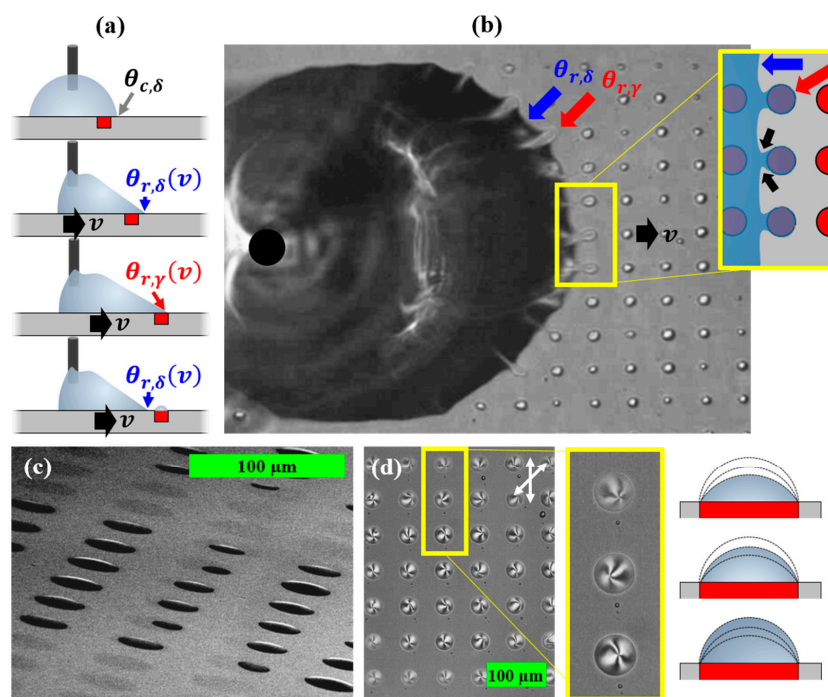 (a)
(b)
θc,δ
θr,δ(v)
v
θr,γ(v)
v
θr,δ(v)
v
θr,δ θr,γ
v
(c)
100 μm
(d)
100 μm